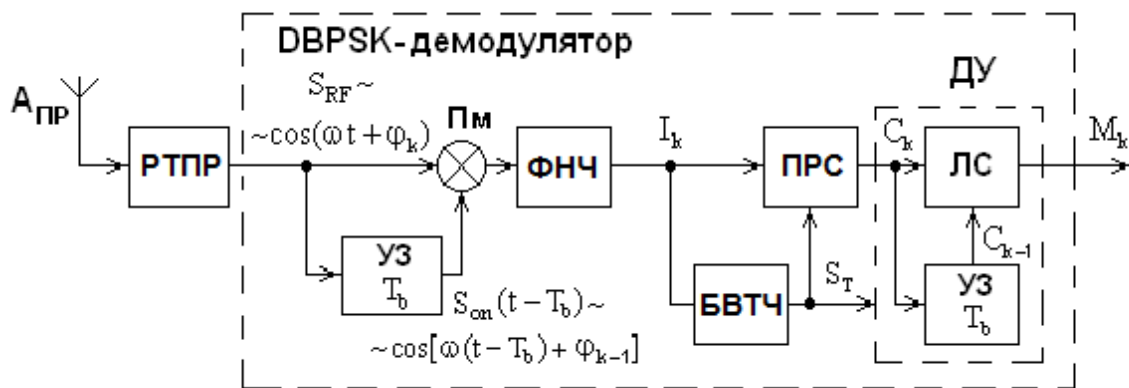 DBPSK-демодулятор
ДУ
A_ПР
S_RF ~
~cos(ωt+φ_k)
Пм
I_k
C_k
M_k
РТПР
ФНЧ
ПРС
ЛС
УЗ
T_b
S_оп(t−T_b)~
~cos[ω(t−T_b)+φ_k−1]
БВТЧ
S_T
C_k−1
УЗ
T_b